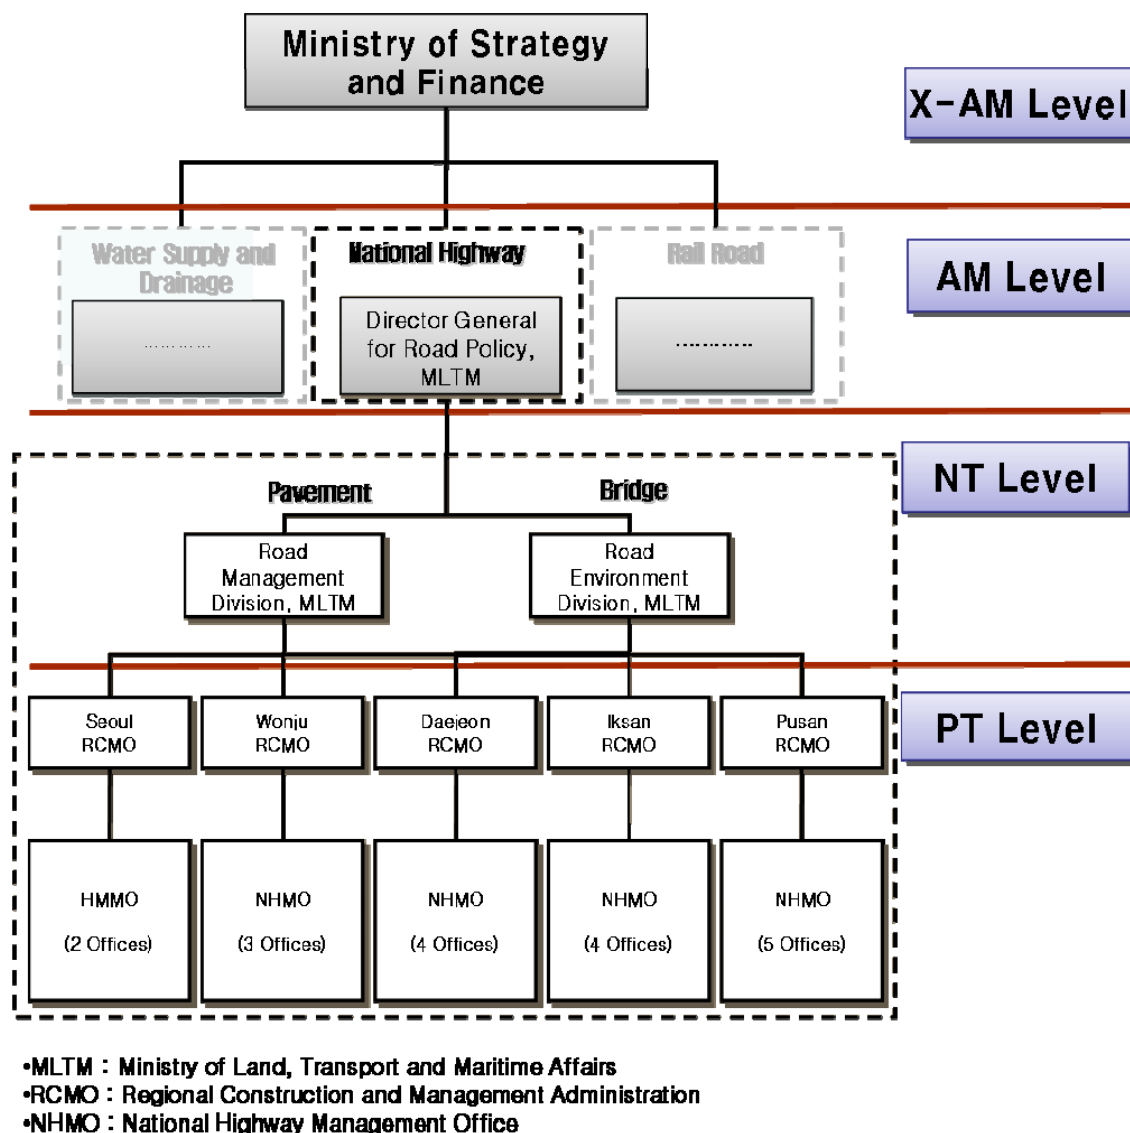 Ministry of Strategy
and Finance
X-AM Level
Water Supply and
Drainage
National Highway
Rail Road
AM Level
............
Director General
for Road Policy,
MLTM
............
NT Level
Pavement
Bridge
Road
Management
Division, MLTM
Road
Environment
Division, MLTM
PT Level
Seoul
RCMO
Wonju
RCMO
Daejeon
RCMO
Iksan
RCMO
Pusan
RCMO
HMMO
(2 Offices)
NHMO
(3 Offices)
NHMO
(4 Offices)
NHMO
(4 Offices)
NHMO
(5 Offices)
•MLTM : Ministry of Land, Transport and Maritime Affairs
•RCMO : Regional Construction and Management Administration
•NHMO : National Highway Management Office